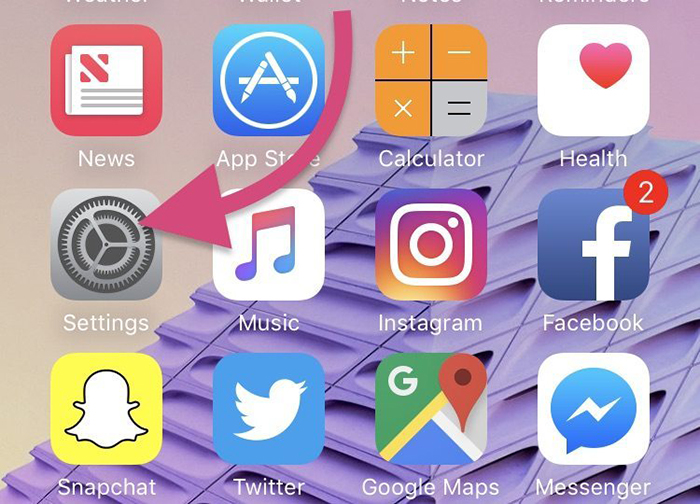 News App Store Calculator Health
2
Settings Music Instagram Facebook
G
Snapchat Twitter Google Maps Messenger